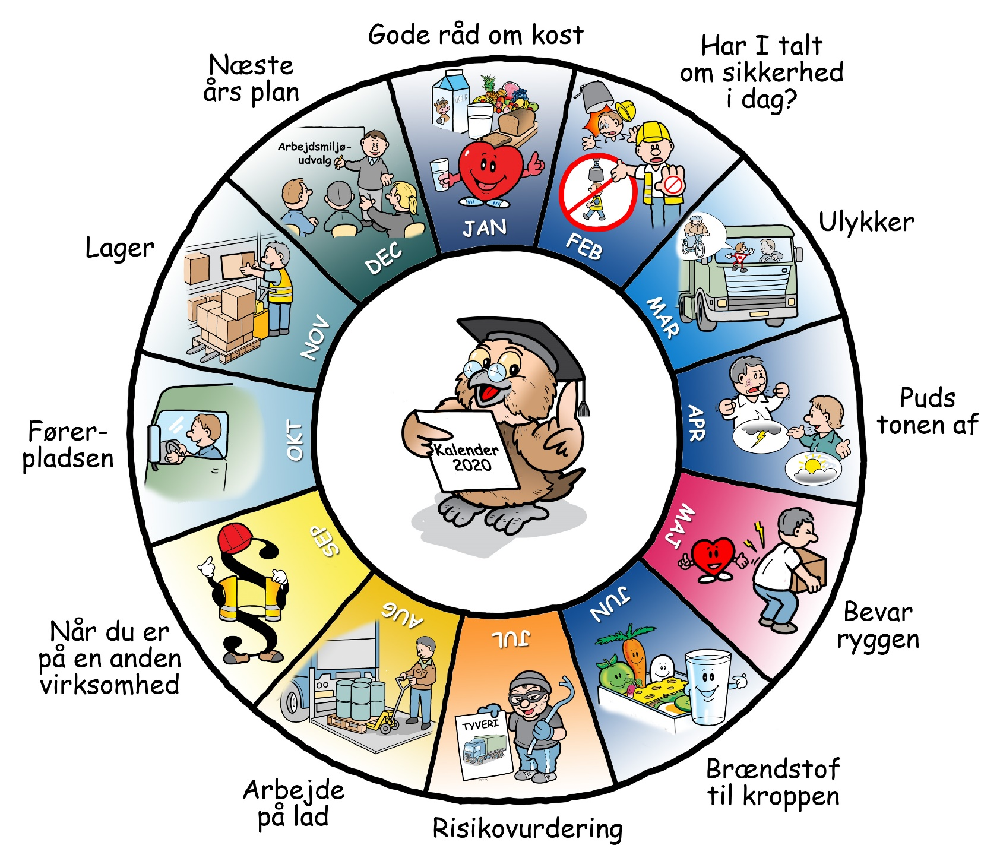 Gode råd om kost
Har I talt
om sikkerhed
i dag?
Ulykker
Puds
tonen af
Bevar
ryggen
Brændstof
til kroppen
Risikovurdering
Arbejde
på lad
Når du er
på en anden
virksomhed
Fører-
pladsen
Lager
Næste
års plan
JAN
MÆLK
FEB
MAR
APR
MAJ
JUN
JUL
TYVERI
AUG
SEP
OKT
NOV
DEC
Arbejdsmiljø-
udvalg
Kalender
2020